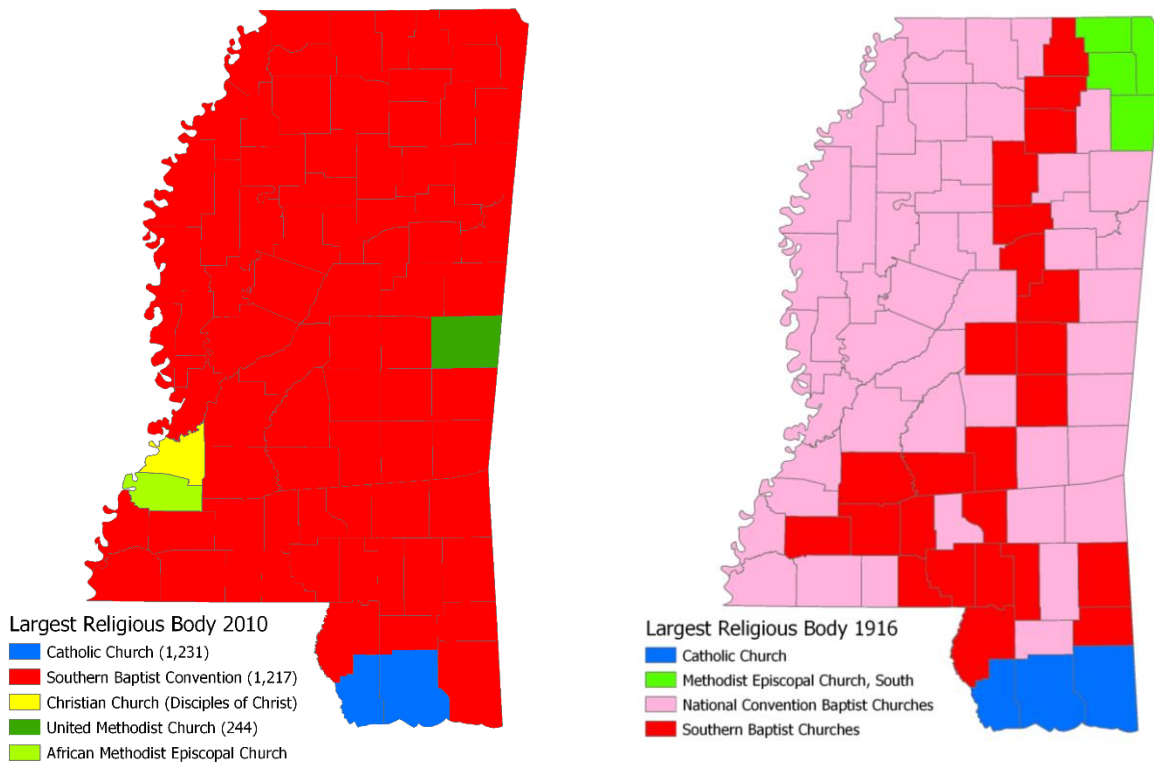 Largest Religious Body 2010
Catholic Church (1,231)
Southern Baptist Convention (1,217)
Christian Church (Disciples of Christ)
United Methodist Church (244)
African Methodist Episcopal Church
Largest Religious Body 1916
Catholic Church
Methodist Episcopal Church, South
National Convention Baptist Churches
Southern Baptist Churches